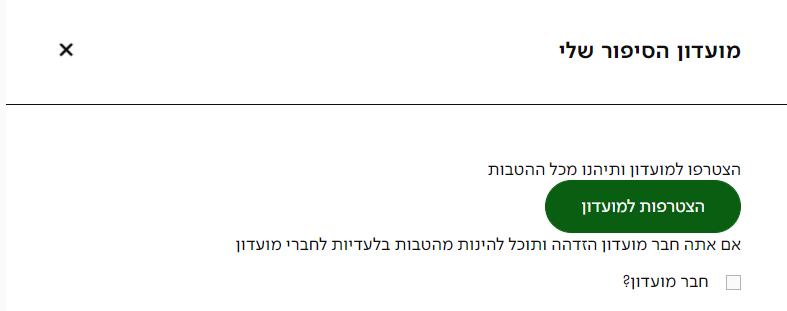 מועדון הסיפור שלי
הצטרפו למועדון ותיהנו מכל ההטבות
הצטרפות למועדון
אם אתה חבר מועדון הזדהה ותוכל להינות מהטבות בלעדיות לחברי מועדון
חבר מועדון?